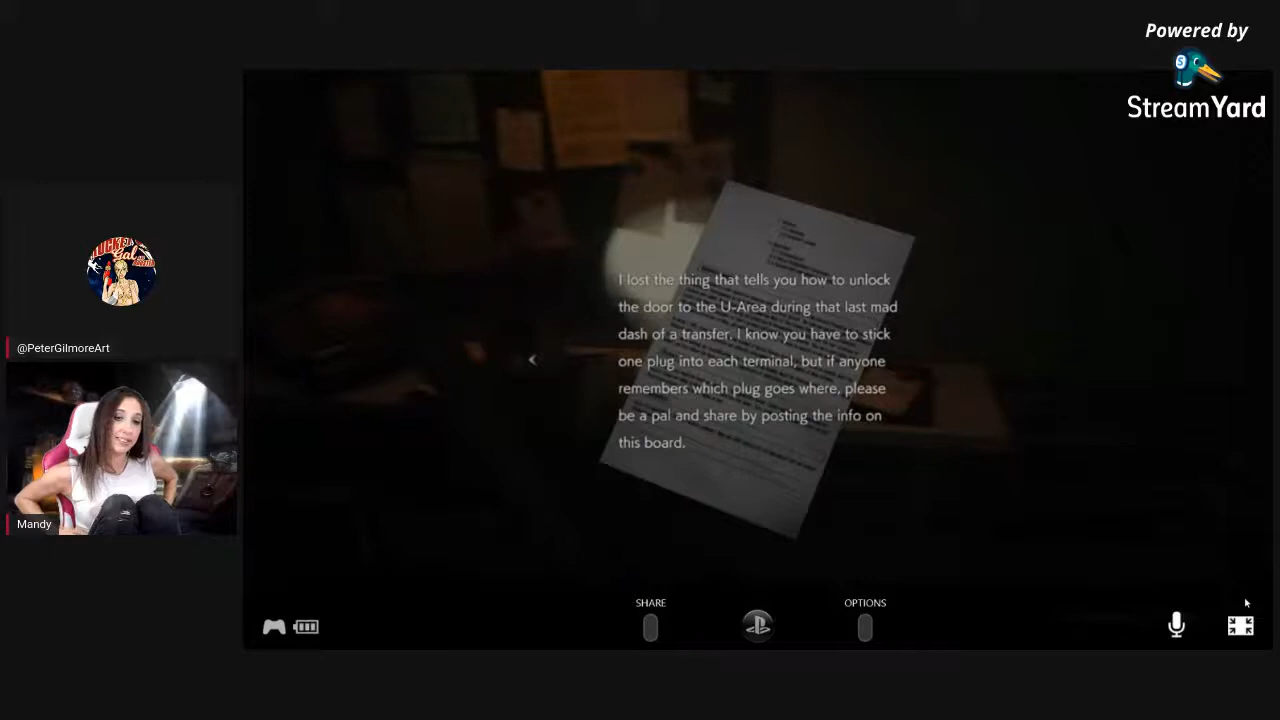 Powered by
StreamYard
I lost the thing that tells you how to unlock
the door to the U-Area during that last mad
dash of a transfer. I know you have to stick
one plug into each terminal, but if anyone
remembers which plug goes where, please
be a pal and share by posting the info on
this board.
@PeterGilmoreArt
Mandy
SHARE
OPTIONS